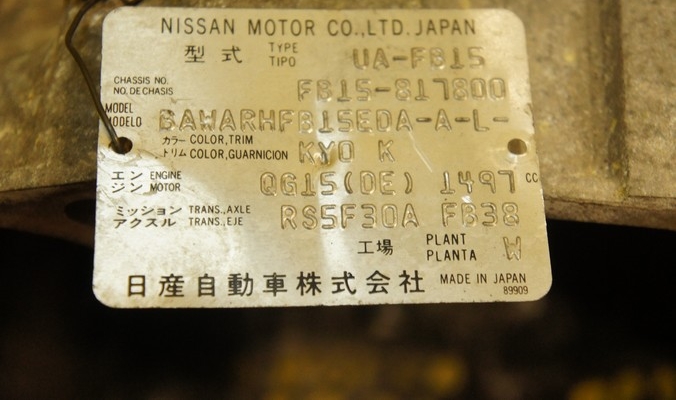 NISSAN MOTOR CO.,LTD. JAPAN
型式 TYPE TIPO UA-FB15
CHASSIS NO. NO. DE CHASIS FB15-817800
MODEL MODELO BAWARHFB15EDA-A-L-
カラー COLOR,TRIM トリム COLOR,GUARNICION KY0 K
エンジン ENGINE MOTOR QG15(DE) 1497 CC
ミッション TRANS.,AXLE アクスル TRANS.,EJE RS5F30A FB38
工場 PLANT PLANTA W
日産自動車株式会社 MADE IN JAPAN
89909